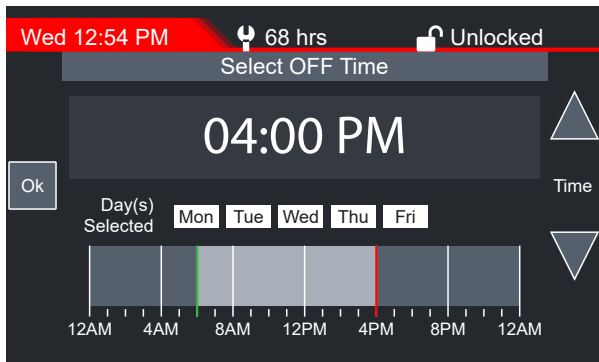 Wed 12:54 PM 68 hrs Unlocked
Select OFF Time
04:00 PM
Ok
Time
Day(s)
Selected
Mon Tue Wed Thu Fri
12AM 4AM 8AM 12PM 4PM 8PM 12AM